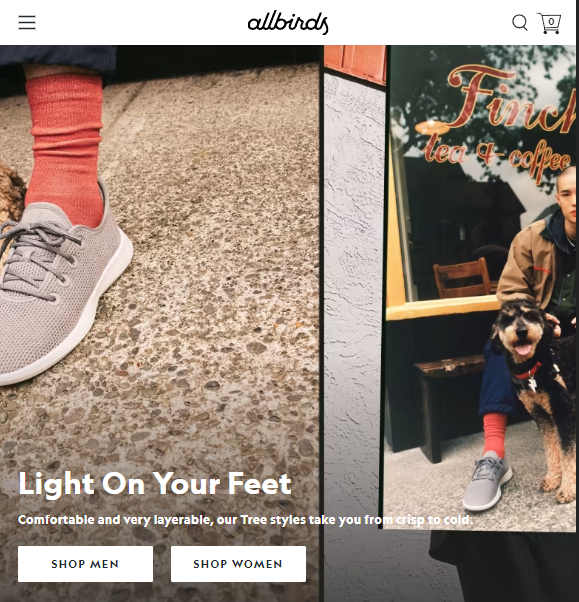 allbirds
0
Finch
tea & coffee
Light On Your Feet
Comfortable and very layerable, our Tree styles take you from crisp to cold.
SHOP MEN
SHOP WOMEN